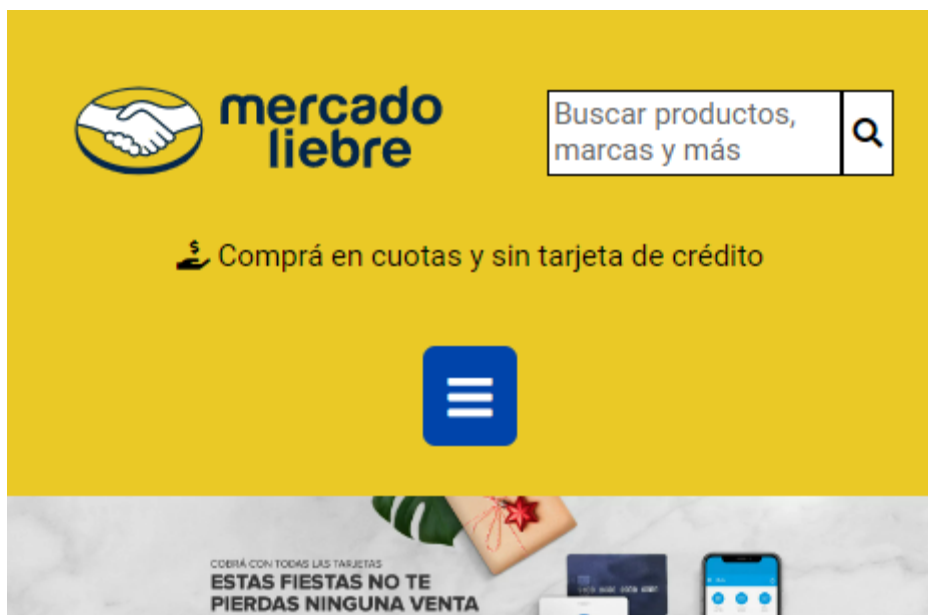 mercado
liebre
Buscar productos,
marcas y más
Comprá en cuotas y sin tarjeta de crédito
COBRÁ CON TODAS LAS TARJETAS
ESTAS FIESTAS NO TE
PIERDAS NINGUNA VENTA